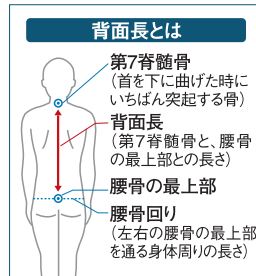 背面長とは
第7脊髄骨
（首を下に曲げた時に
いちばん突起する骨）
背面長
（第7脊髄骨と、腰骨
の最上部との長さ）
腰骨の最上部
腰骨回り
（左右の腰骨の最上部
を通る身体周りの長さ）